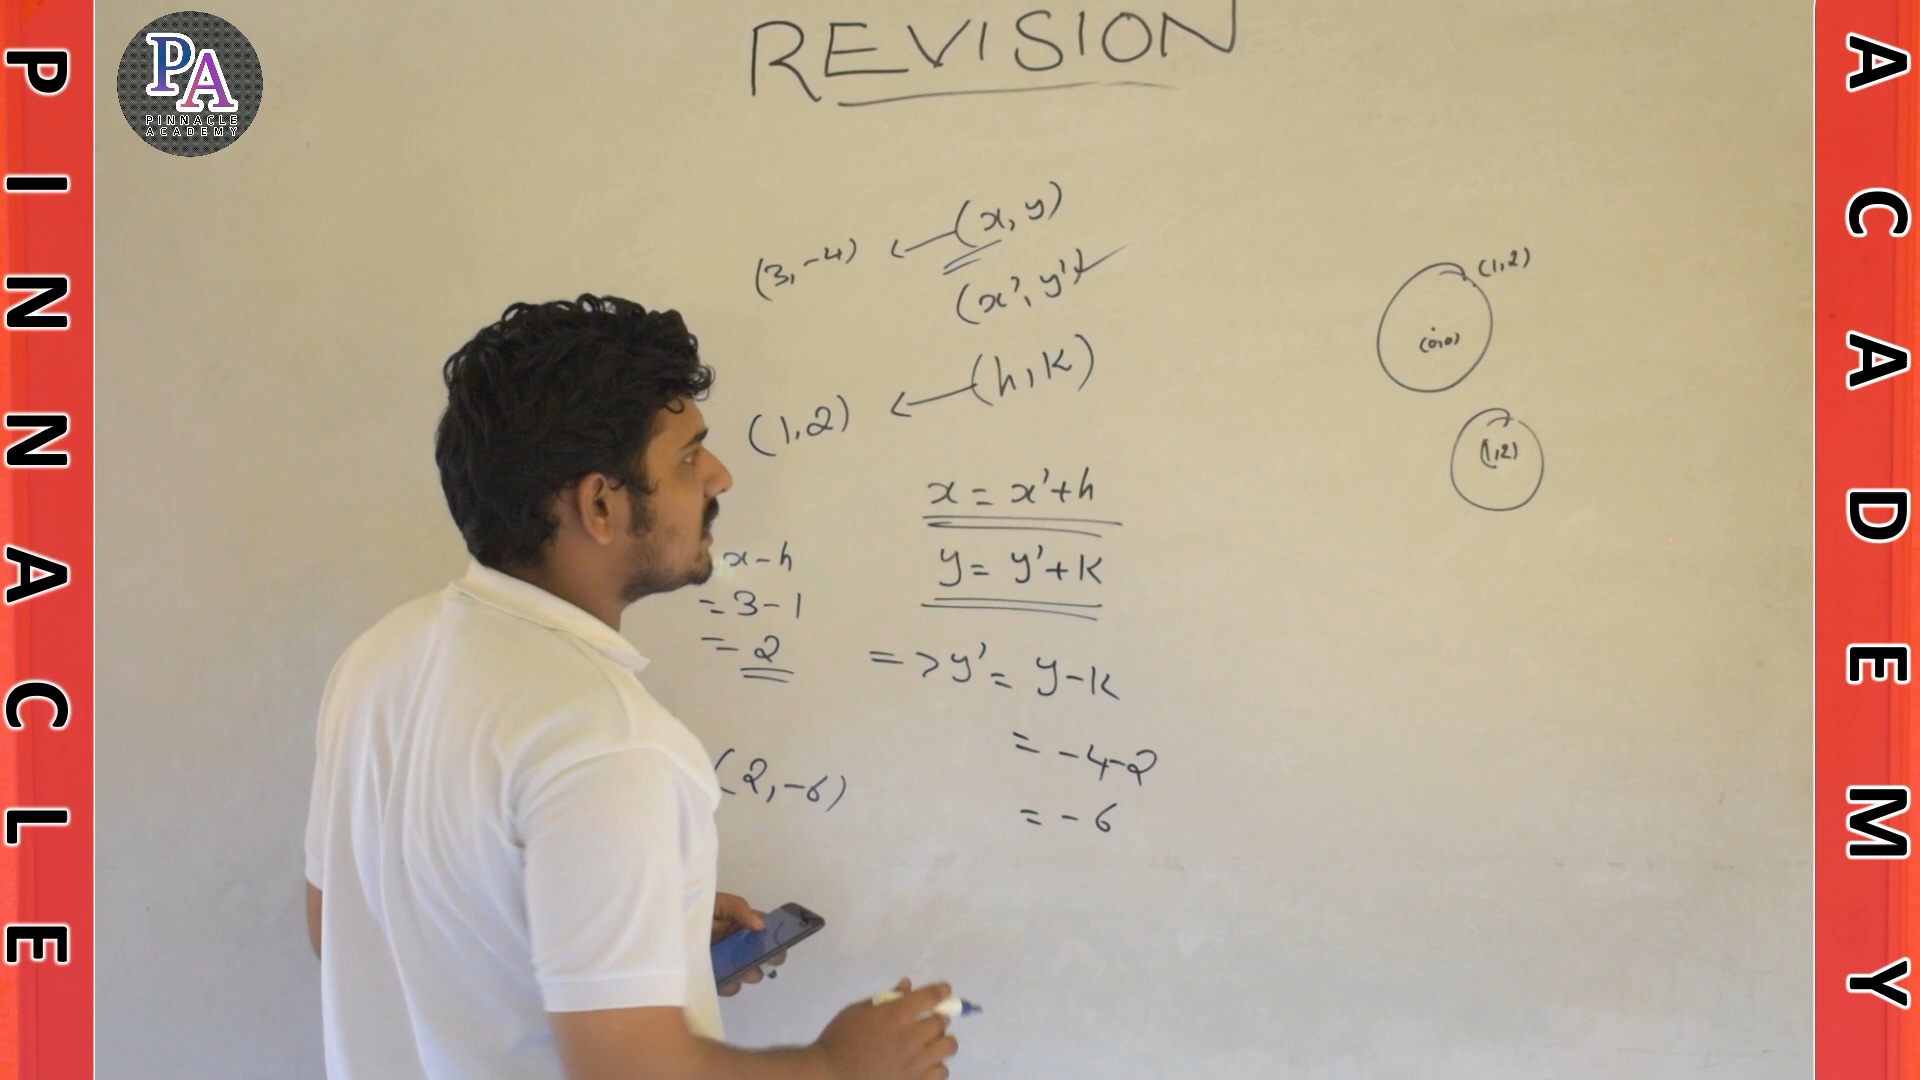 PINNACLE
PA
PINNACLE
ACADEMY
REVISION
(x, y)
(3, -4) ←
(x', y') ✓
(h, k)
(1, 2) ←
x = x' + h
y = y' + k
x - h
= 3 - 1
= 2
=> y' = y - k
= -4 - 2
= -6
(2, -6)
(1, 2)
(0,0)
(1, 2)
ACADEMY